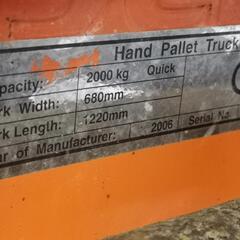 Hand Pallet Truck
apacity: 2000 kg Quick
rk Width: 680mm
rk Length: 1220mm
ar of Manufacturer: 2006 Serial No.